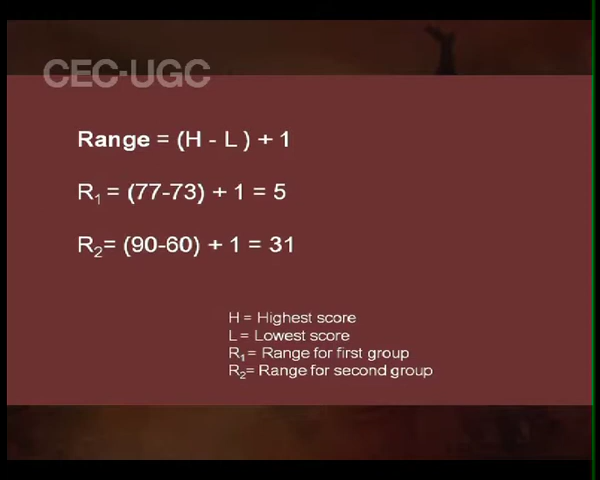 CEC-UGC
Range = (H - L ) + 1
R₁ = (77-73) + 1 = 5
R₂= (90-60) + 1 = 31
H = Highest score
L = Lowest score
R₁= Range for first group
R₂= Range for second group